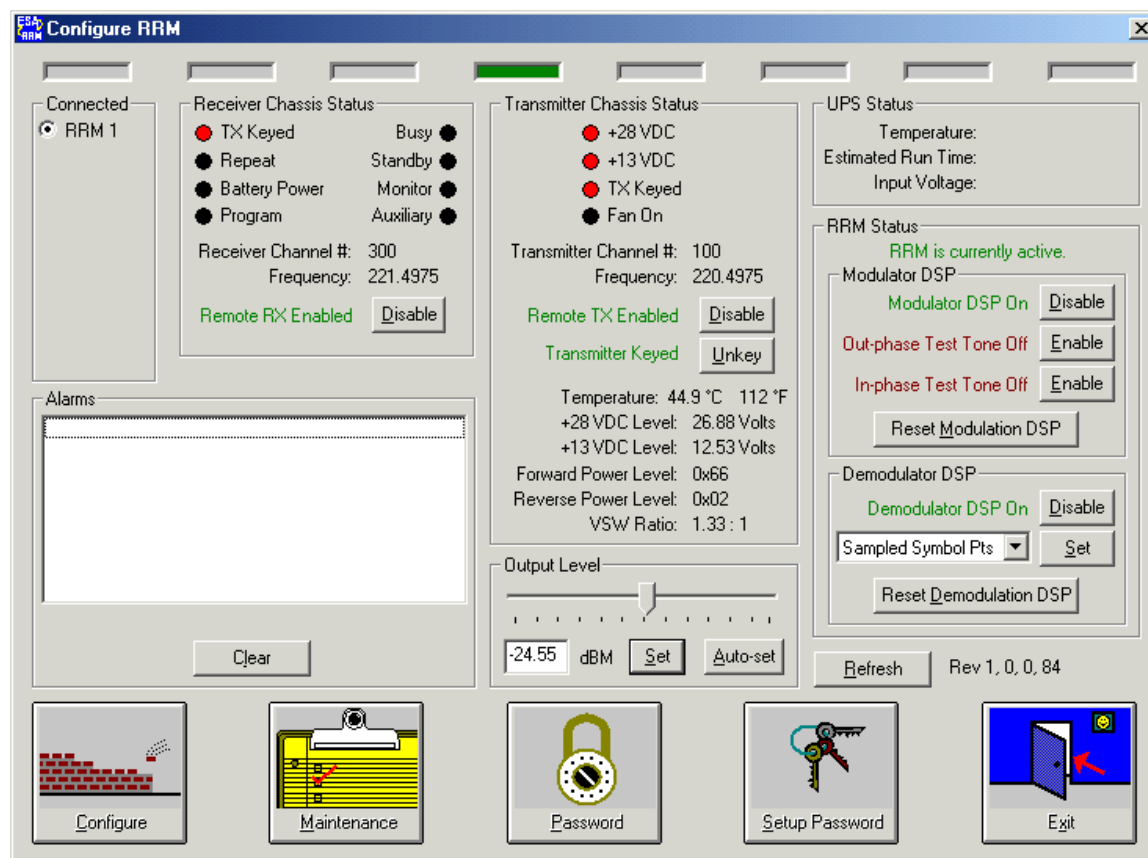 ESA
RRM
Configure RRM
Connected
RRM 1
Receiver Chassis Status
TX Keyed Busy
Repeat Standby
Battery Power Monitor
Program Auxiliary
Receiver Channel #: 300
Frequency: 221.4975
Remote RX Enabled Disable
Transmitter Chassis Status
+28 VDC
+13 VDC
TX Keyed
Fan On
Transmitter Channel #: 100
Frequency: 220.4975
Remote TX Enabled Disable
Transmitter Keyed Unkey
Temperature: 44.9 °C 112 °F
+28 VDC Level: 26.88 Volts
+13 VDC Level: 12.53 Volts
Forward Power Level: 0x66
Reverse Power Level: 0x02
VSW Ratio: 1.33 : 1
UPS Status
Temperature:
Estimated Run Time:
Input Voltage:
RRM Status
RRM is currently active.
Modulator DSP
Modulator DSP On Disable
Out-phase Test Tone Off Enable
In-phase Test Tone Off Enable
Reset Modulation DSP
Demodulator DSP
Demodulator DSP On Disable
Sampled Symbol Pts Set
Reset Demodulation DSP
Alarms
Clear
Output Level
-24.55 dBM Set Auto-set
Refresh Rev 1, 0, 0, 84
Configure
Maintenance
Password
Setup Password
Exit